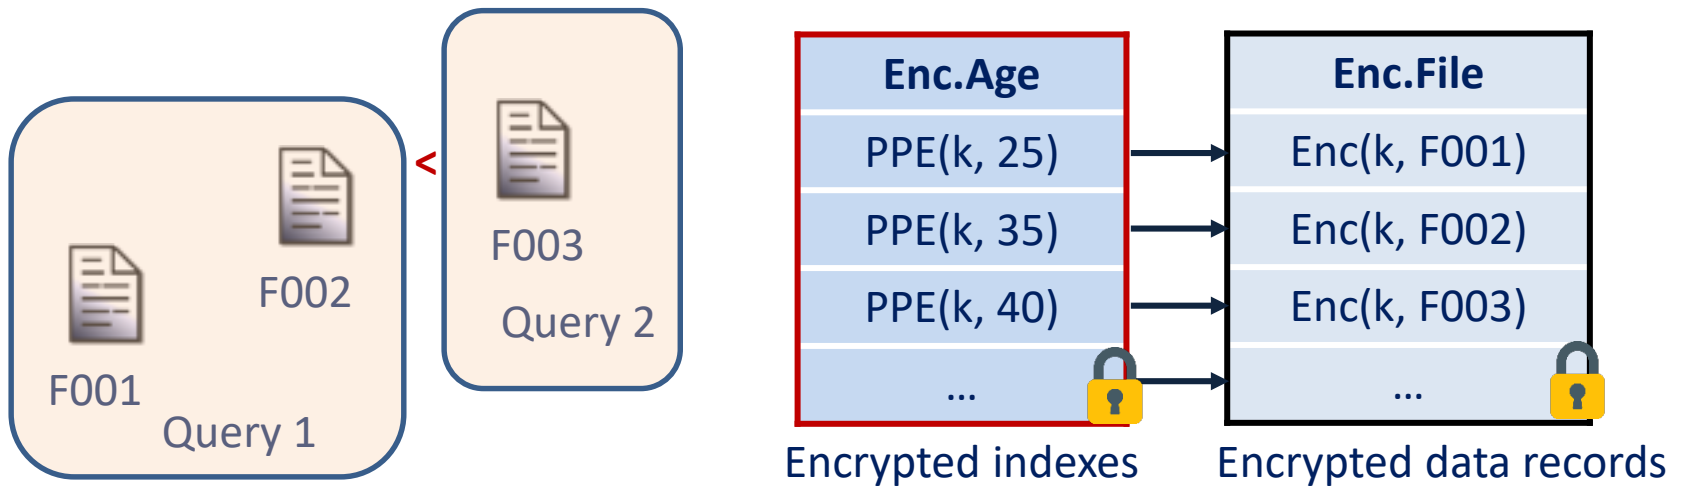 <
F003
F002
Query 2
F001
Query 1
Enc.Age
Enc.File
PPE(k, 25)
Enc(k, F001)
PPE(k, 35)
Enc(k, F002)
PPE(k, 40)
Enc(k, F003)
...
...
Encrypted indexes
Encrypted data records